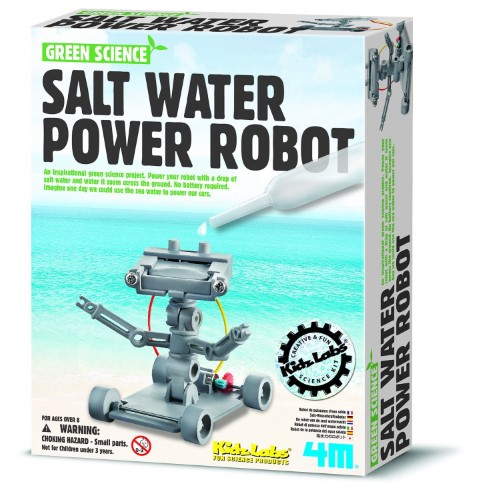 GREEN SCIENCE
SALT WATER
POWER ROBOT
An inspirational green science project. Power your robot with a drop of
salt water and watch it zoom across the ground. No battery required.
Imagine one day we could use the sea water to power our cars.
CREATIVE & FUN
KidzLabs
SCIENCE KIT
FOR AGES OVER 8
WARNING:
CHOKING HAZARD - Small parts.
Not for Children under 3 years.
KidzLabs
FUN SCIENCE PRODUCTS
4M
GREEN SCIENCE
SALT WATER
POWER ROBOT